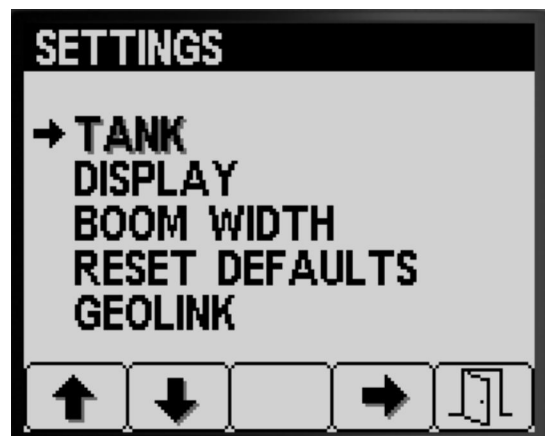 SETTINGS
TANK
DISPLAY
BOOM WIDTH
RESET DEFAULTS
GEOLINK